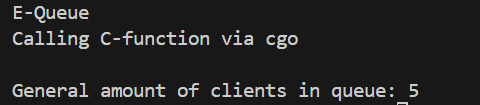 E-Queue
Calling C-function via cgo
General amount of clients in queue: 5